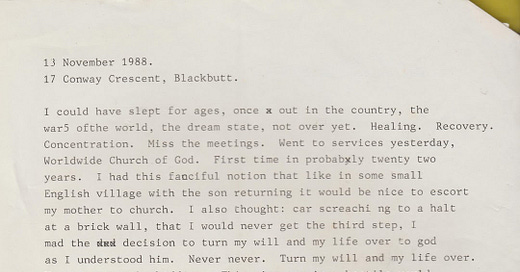 13 November 1988.
17 Conway Crescent, Blackbutt.
I could have slept for ages, once x out in the country, the
war5 ofthe world, the dream state, not over yet.  Healing.  Recovery.
Concentration.  Miss the meetings.  Went to services yesterday,
Worldwide Church of God.  First time in probabyly twenty two
years.  I had this fanciful notion that like in some small
English village with the son returning it would be nice to escort
my mother to church.  I also thought: car screachi ng to a halt
at a brick wall, that I would never get the third step, I
mad the decision to turn my will and my life over to god
as I understood him.  Never never.  Turn my will and my life over.